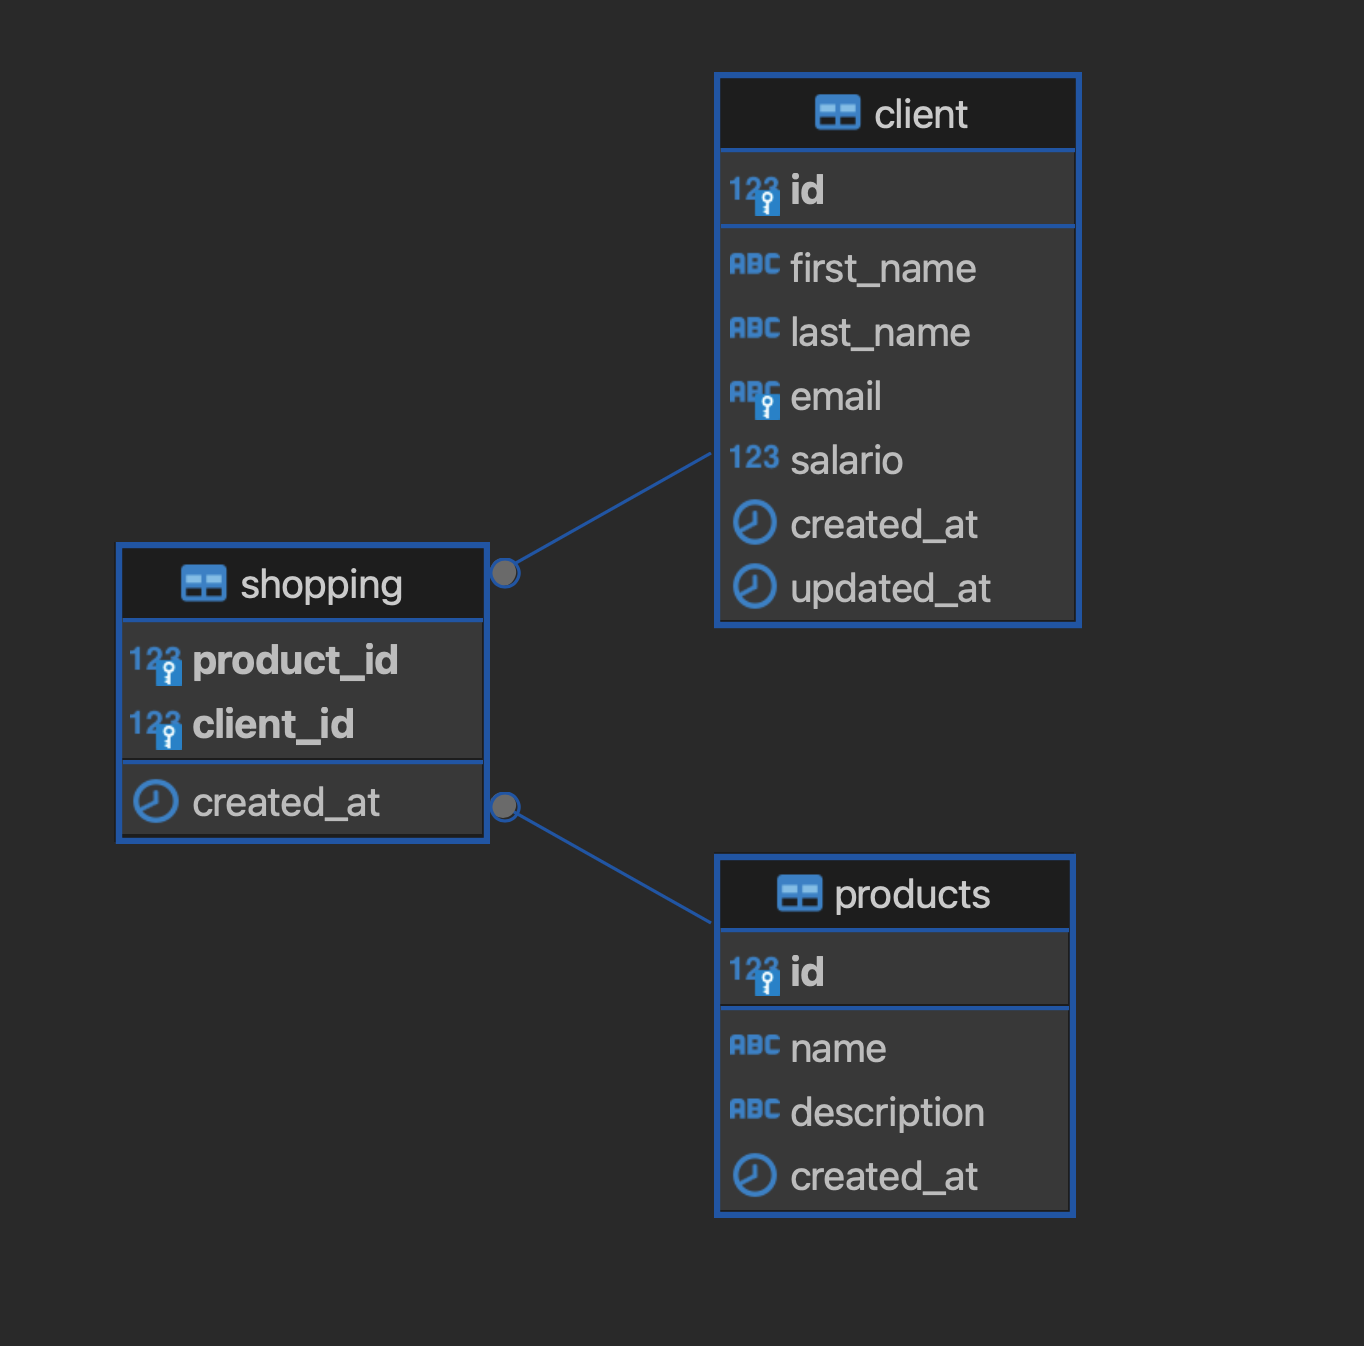 client
123 id
ABC first_name
ABC last_name
ABC email
123 salario
created_at
updated_at
shopping
123 product_id
123 client_id
created_at
products
123 id
ABC name
ABC description
created_at